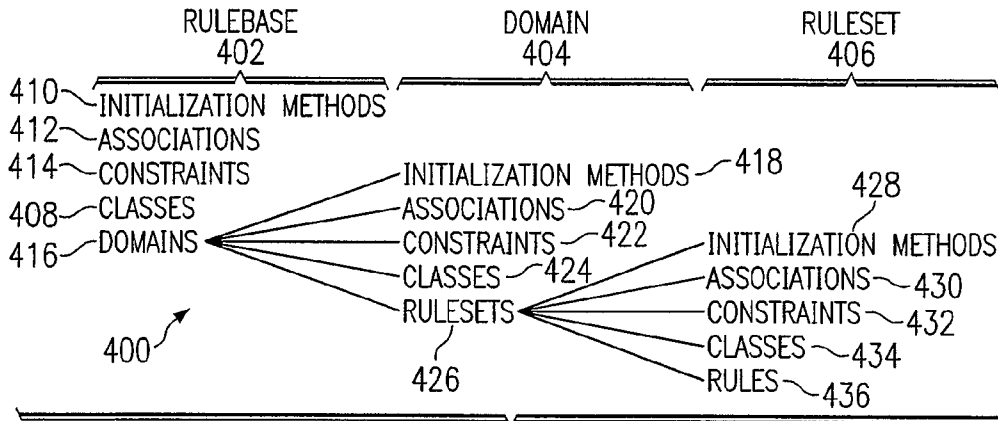 RULEBASE DOMAIN RULESET
402 404 406
410 INITIALIZATION METHODS
412 ASSOCIATIONS
414 CONSTRAINTS
408 CLASSES
416 DOMAINS
INITIALIZATION METHODS 418
ASSOCIATIONS 420
CONSTRAINTS 422
CLASSES 424
RULESETS
426
428
INITIALIZATION METHODS
ASSOCIATIONS 430
CONSTRAINTS 432
CLASSES 434
RULES 436
400